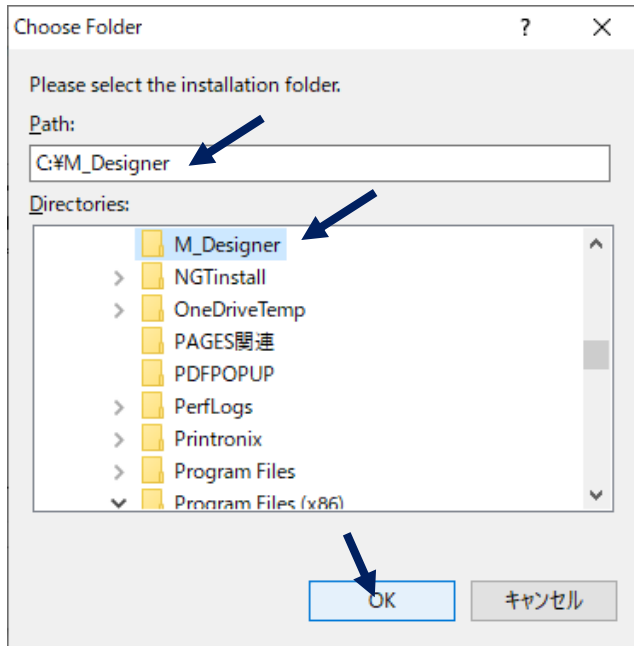 Choose Folder ?
Please select the installation folder.
Path:
C:¥M_Designer
Directories:
M_Designer
NGTinstall
OneDriveTemp
PAGES関連
PDFPOPUP
PerfLogs
Printronix
Program Files
Program Files (x86)
OK キャンセル